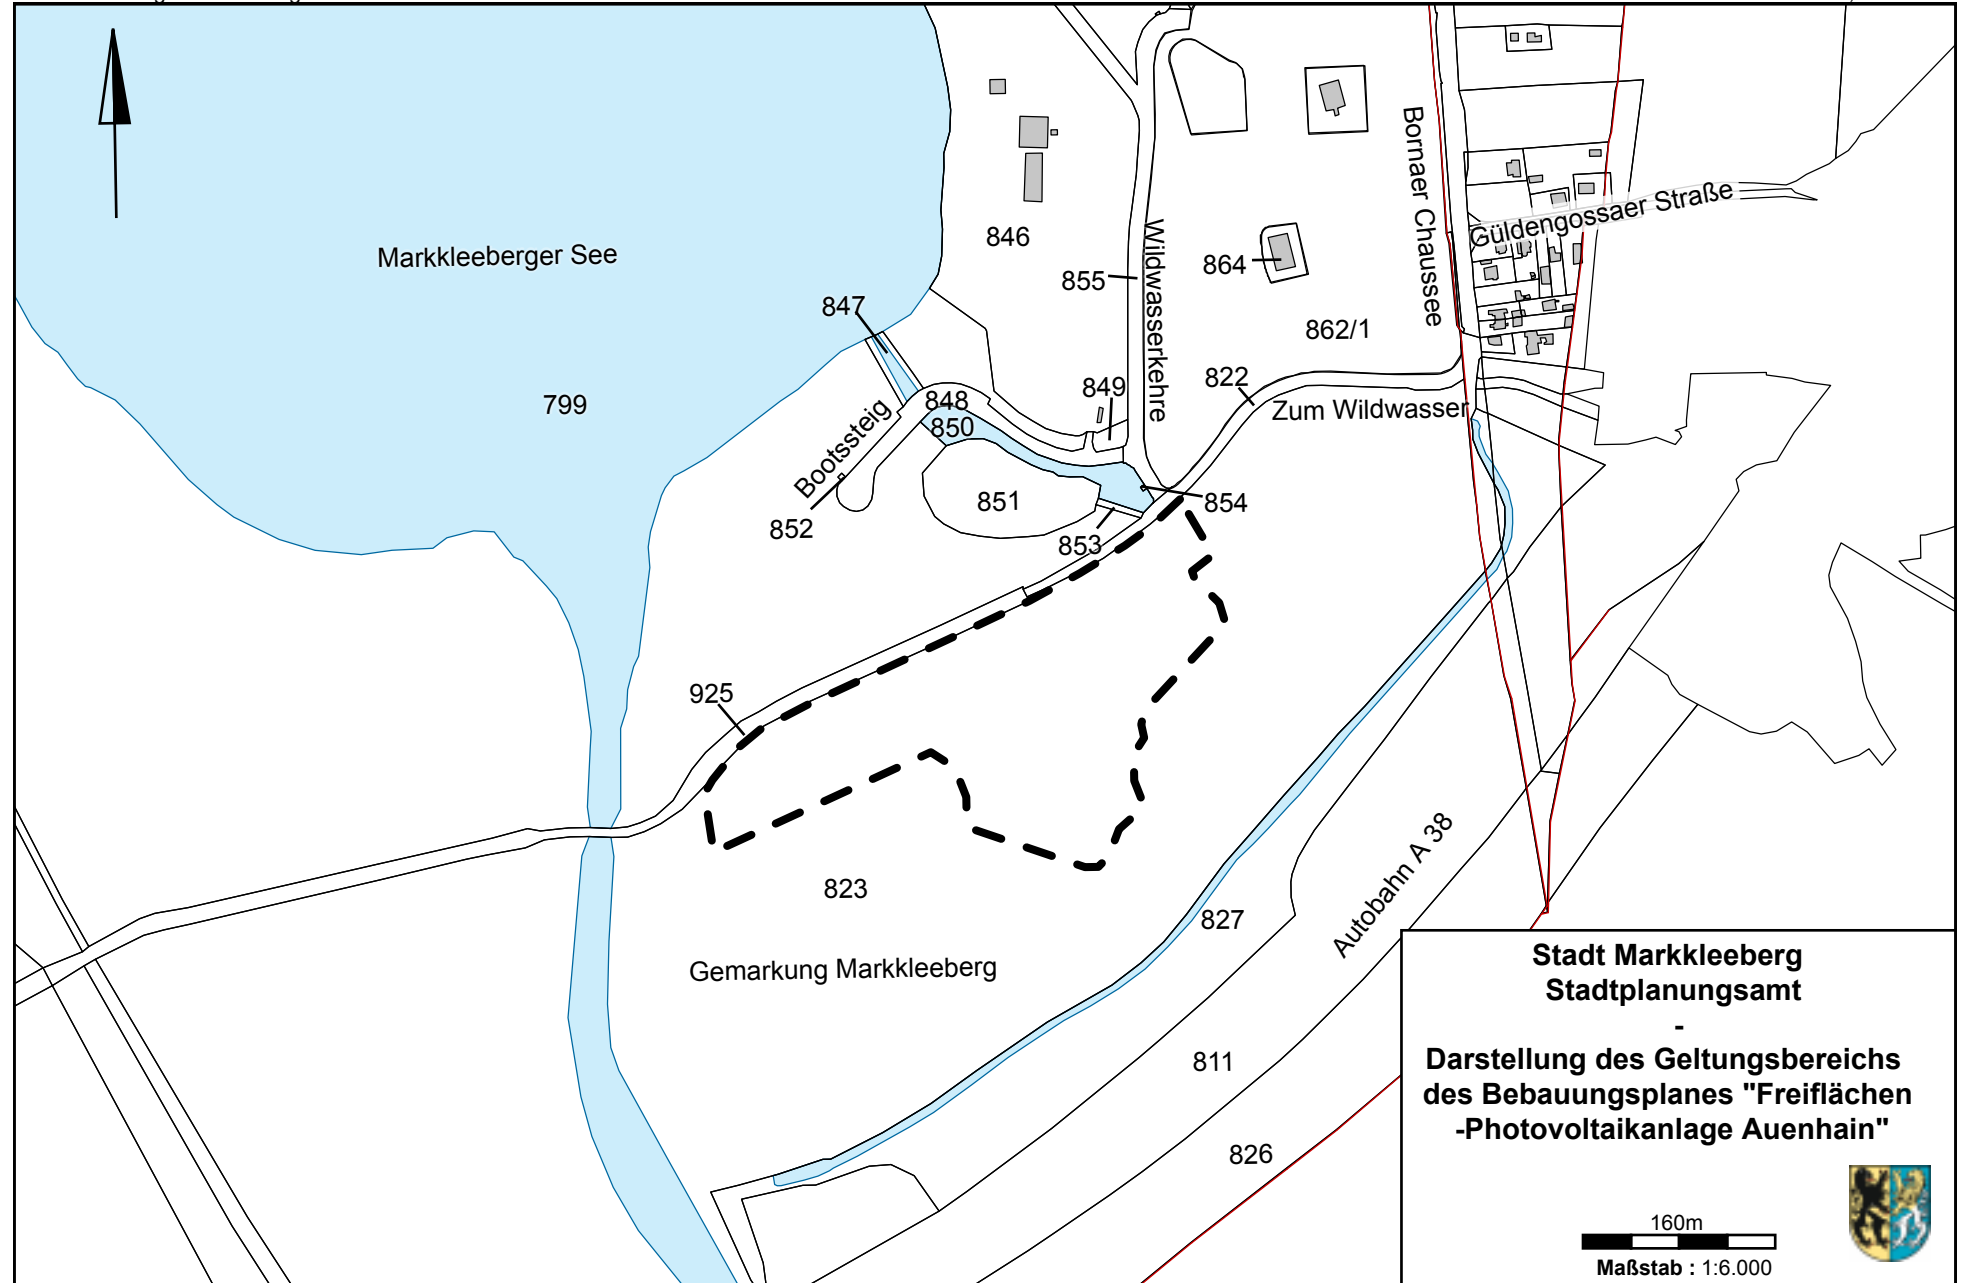 Markkleeberger See
799
846
847
848
849
850
851
852
853
854
855
864
862/1
822
925
823
827
811
826
Bootssteig
Wildwasserkehre
Bornaer Chaussee
Güldengossaer Straße
Zum Wildwasser
Autobahn A 38
Gemarkung Markkleeberg
Stadt Markkleeberg
Stadtplanungsamt
-
Darstellung des Geltungsbereichs
des Bebauungsplanes "Freiflächen
-Photovoltaikanlage Auenhain"
160m
Maßstab : 1:6.000